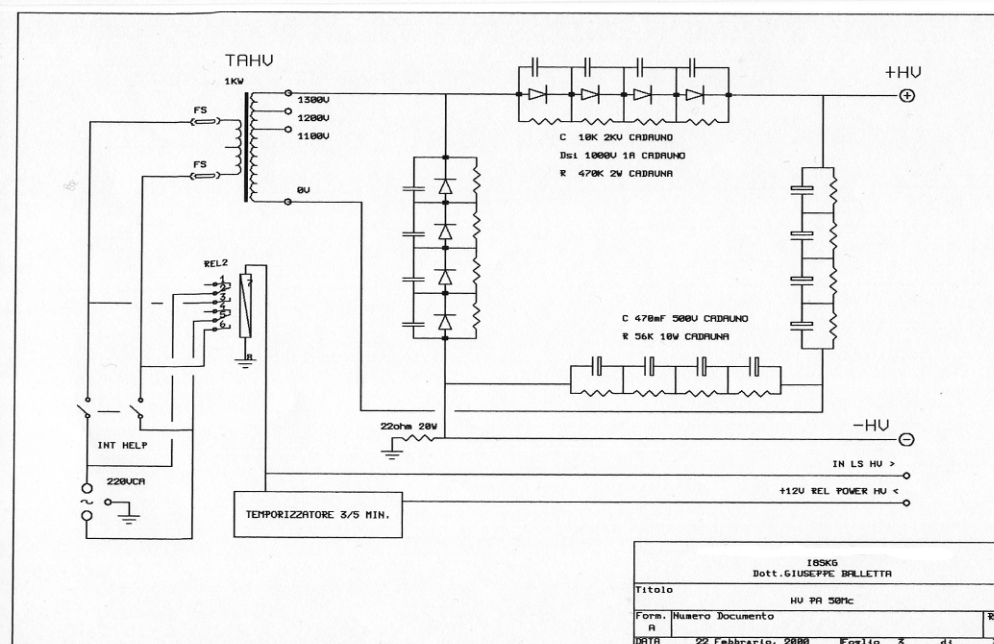 TAHV
1KW
FS
FS
1300V
1200V
1100V
0V
+HV
C 10K 2KV CADAUNO
Dsi 1000V 1A CADAUNO
R 470K 2W CADAUNA
REL2
1
2
3
4
5
6
7
8
C 470mF 500V CADAUNO
R 56K 10W CADAUNA
22ohm 20W
-HV
INT HELP
220VCA
~
IN LS HV >
+12V REL POWER HV <
TEMPORIZZATORE 3/5 MIN.
I8SKG
Dott.GIUSEPPE BALLETTA
Titolo
HV PA 50Mc
Form.
Numero Documento
R
A
DATA
22 Febbraio, 2000
Foglio 3 di